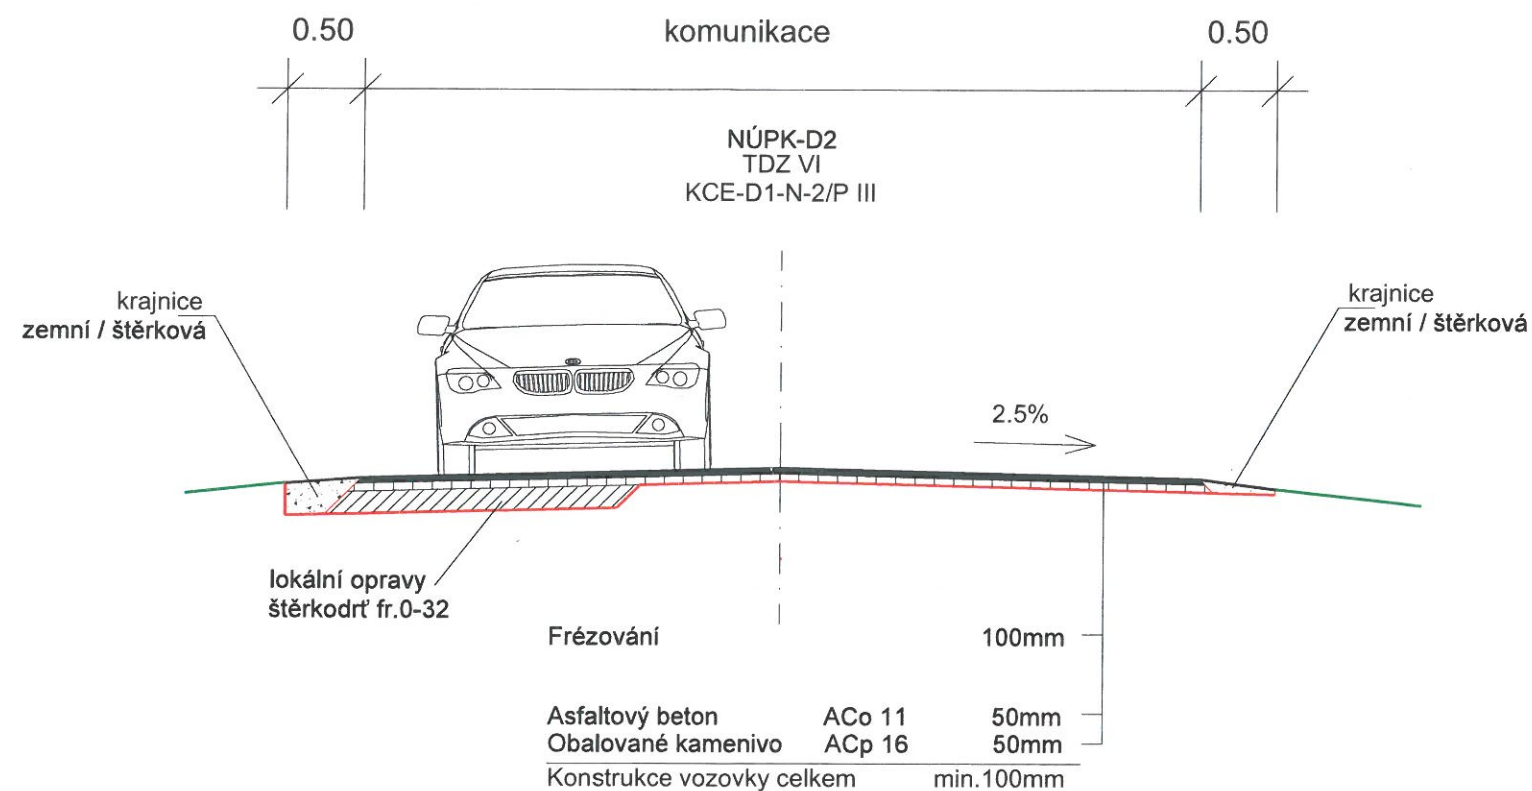 0.50 komunikace 0.50
NÚPK-D2
TDZ VI
KCE-D1-N-2/P III
krajnice
zemní / štěrková
krajnice
zemní / štěrková
2.5%
lokální opravy
štěrkodrť fr.0-32
Frézování 100mm
Asfaltový beton ACo 11 50mm
Obalované kamenivo ACp 16 50mm
Konstrukce vozovky celkem min.100mm